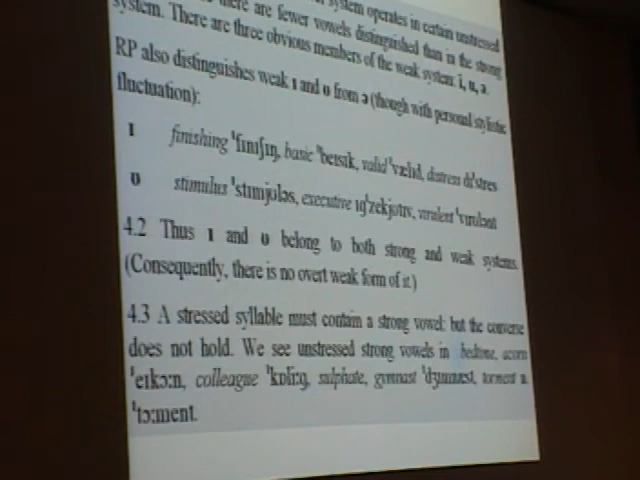 system operates in certain unstressed
there are fewer vowels distinguished than in the strong
system. There are three obvious members of the weak system: i, u, ə.
RP also distinguishes weak ɪ and ʊ from ə (though with personal stylistic
fluctuation):
ɪ finishing ˈfɪnɪʃɪŋ, basic ˈbeɪsɪk, valid ˈvælɪd, distress dɪˈstres
ʊ stimulus ˈstɪmjʊləs, executive ɪɡˈzekjʊtɪv, virulent ˈvɪrʊlənt
4.2 Thus ɪ and ʊ belong to both strong and weak systems.
(Consequently, there is no overt weak form of it.)
4.3 A stressed syllable must contain a strong vowel: but the converse
does not hold. We see unstressed strong vowels in bedtime, acorn
ˈeɪkɔːn, colleague ˈkɒliːɡ, sulphate, gymnast ˈdʒɪmnæst, torment n.
ˈtɔːment.